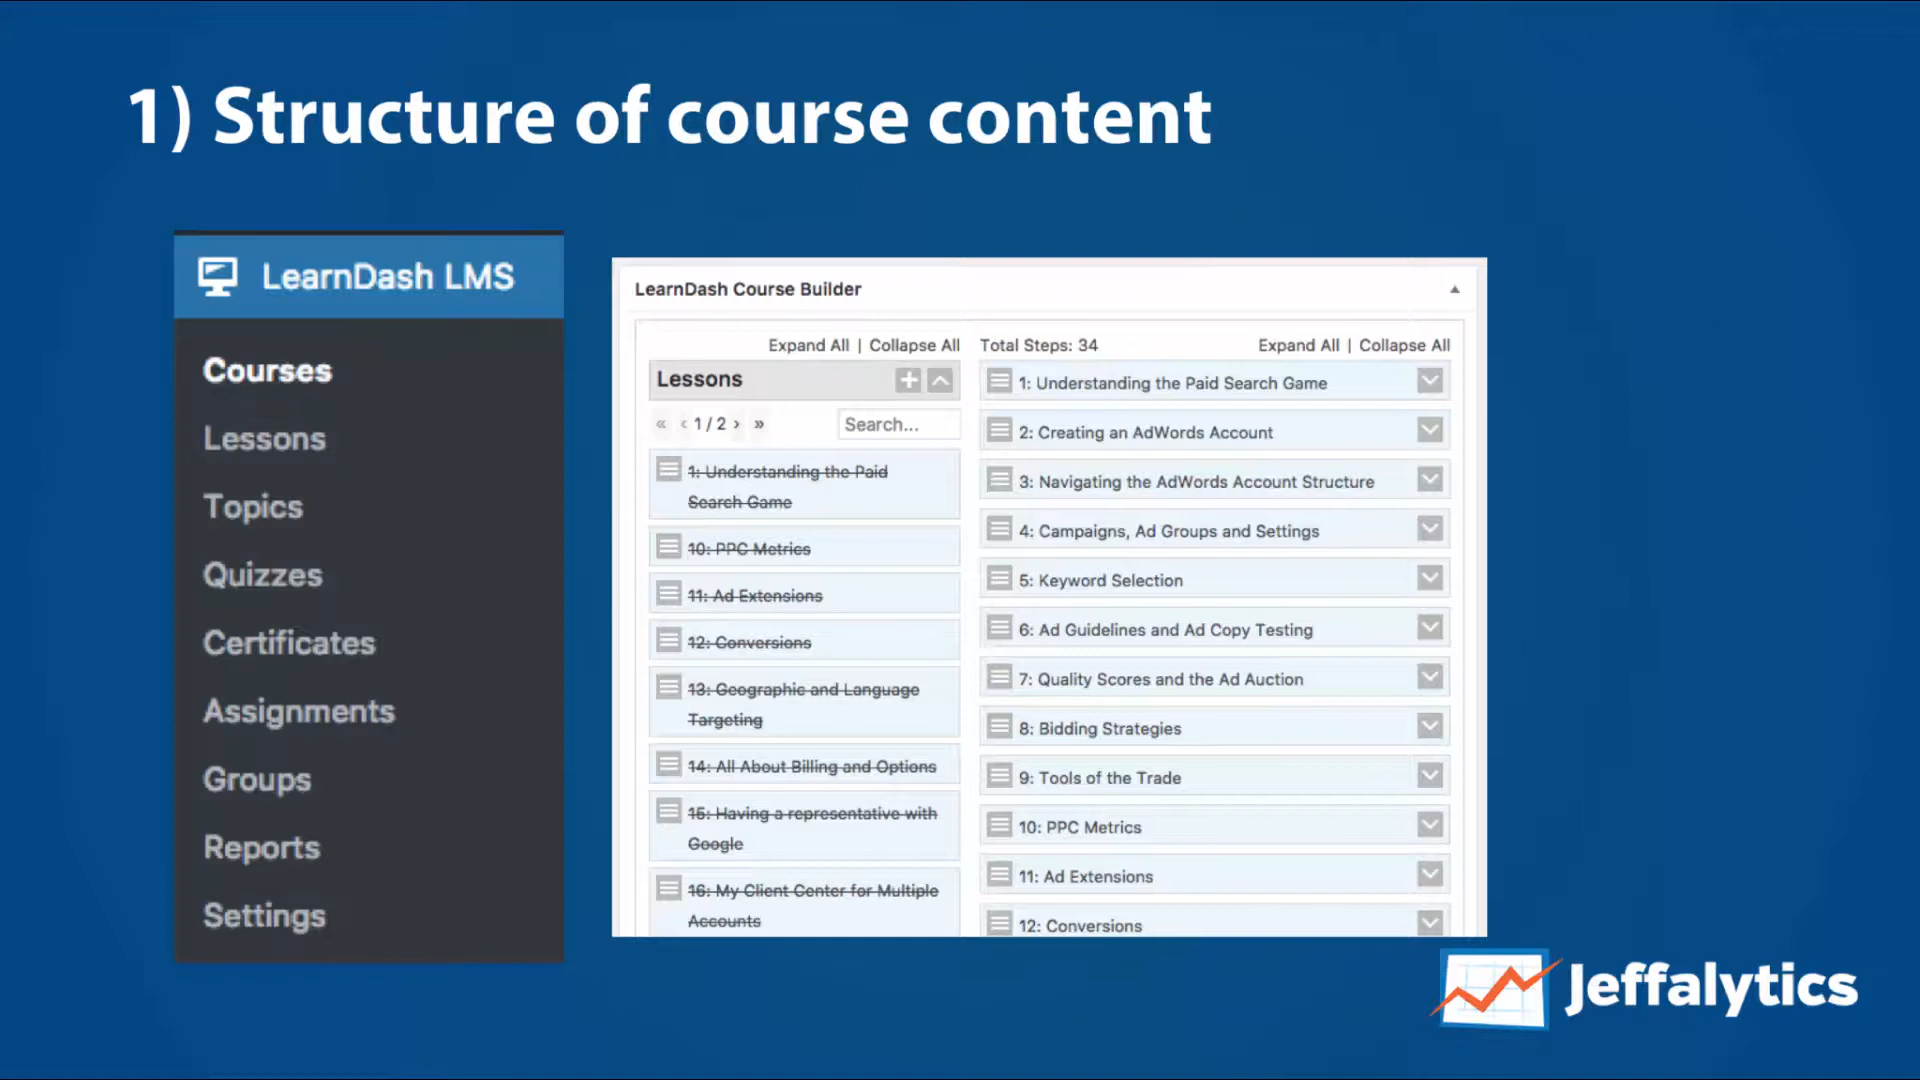 1) Structure of course content
LearnDash LMS
Courses
Lessons
Topics
Quizzes
Certificates
Assignments
Groups
Reports
Settings
LearnDash Course Builder
Expand All | Collapse All
Lessons
« ‹ 1 / 2 › »
Search...
1: Understanding the Paid
Search Game
10: PPC Metrics
11: Ad Extensions
12: Conversions
13: Geographic and Language
Targeting
14: All About Billing and Options
15: Having a representative with
Google
16: My Client Center for Multiple
Accounts
Total Steps: 34
Expand All | Collapse All
1: Understanding the Paid Search Game
2: Creating an AdWords Account
3: Navigating the AdWords Account Structure
4: Campaigns, Ad Groups and Settings
5: Keyword Selection
6: Ad Guidelines and Ad Copy Testing
7: Quality Scores and the Ad Auction
8: Bidding Strategies
9: Tools of the Trade
10: PPC Metrics
11: Ad Extensions
12: Conversions
Jeffalytics